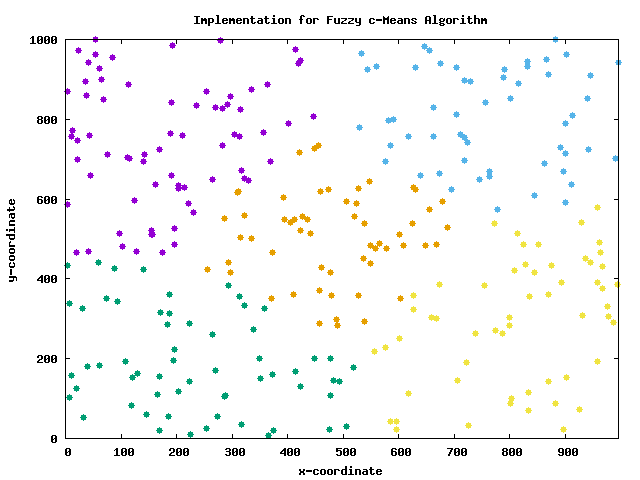 Implementation for Fuzzy c-Means Algorithm
1000
800
600
400
200
0
y-coordinate
0 100 200 300 400 500 600 700 800 900
x-coordinate